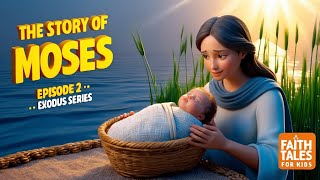 THE STORY OF
MOSES
EPISODE 2 ··
·· EXODUS SERIES
FAITH
TALES
FOR KIDS